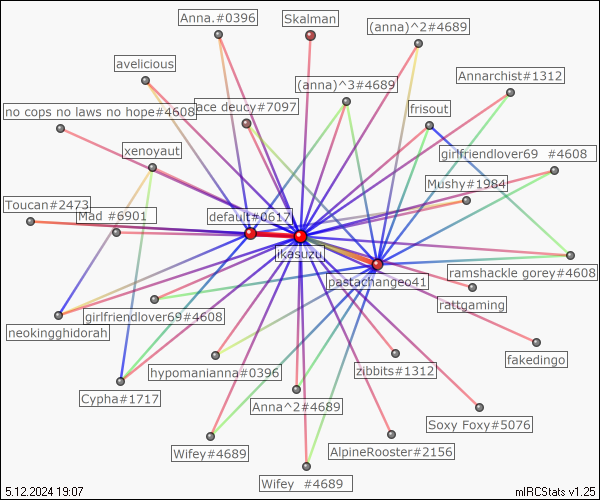 Anna.#0396
Skalman
(anna)^2#4689
avelicious
Annarchist#1312
(anna)^3#4689
no cops no laws no hope#4608
ace deucy#7097
frisout
xenoyaut
girlfriendlover69 #4608
Mushy#1984
Toucan#2473
Mad #6901
default#0617
ikasuzu
ramshackle gorey#4608
pastachangeo41
rattgaming
girlfriendlover69#4608
neokingghidorah
fakedingo
hypomanianna#0396
zibbits#1312
Cypha#1717
Anna^2#4689
Soxy Foxy#5076
Wifey#4689
AlpineRooster#2156
Wifey #4689
5.12.2024 19:07
mIRCStats v1.25